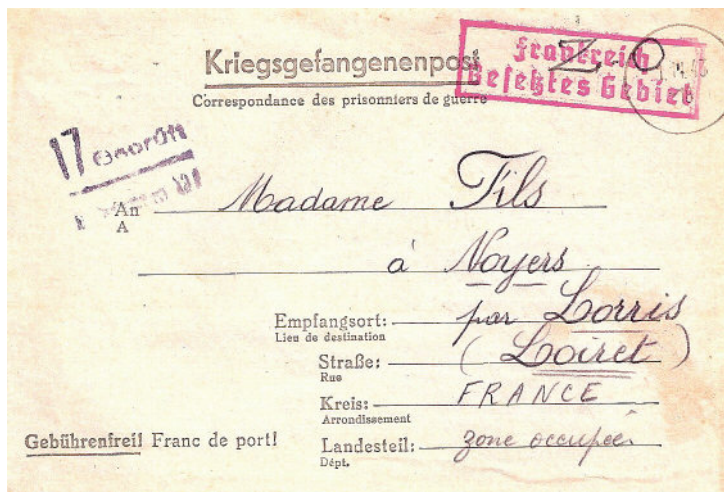 Kriegsgefangenenpost
Correspondance des prisonniers de guerre
Frankreich
Besetztes Gebiet
17 Geprüft
An Madame Fils
A
à Noyers
Empfangsort: par Lorris
Lieu de destination
Straße: (Loiret)
Rue
Kreis: FRANCE
Arrondissement
Gebührenfrei! Franc de port! Landesteil: zone occupée
Dépt.